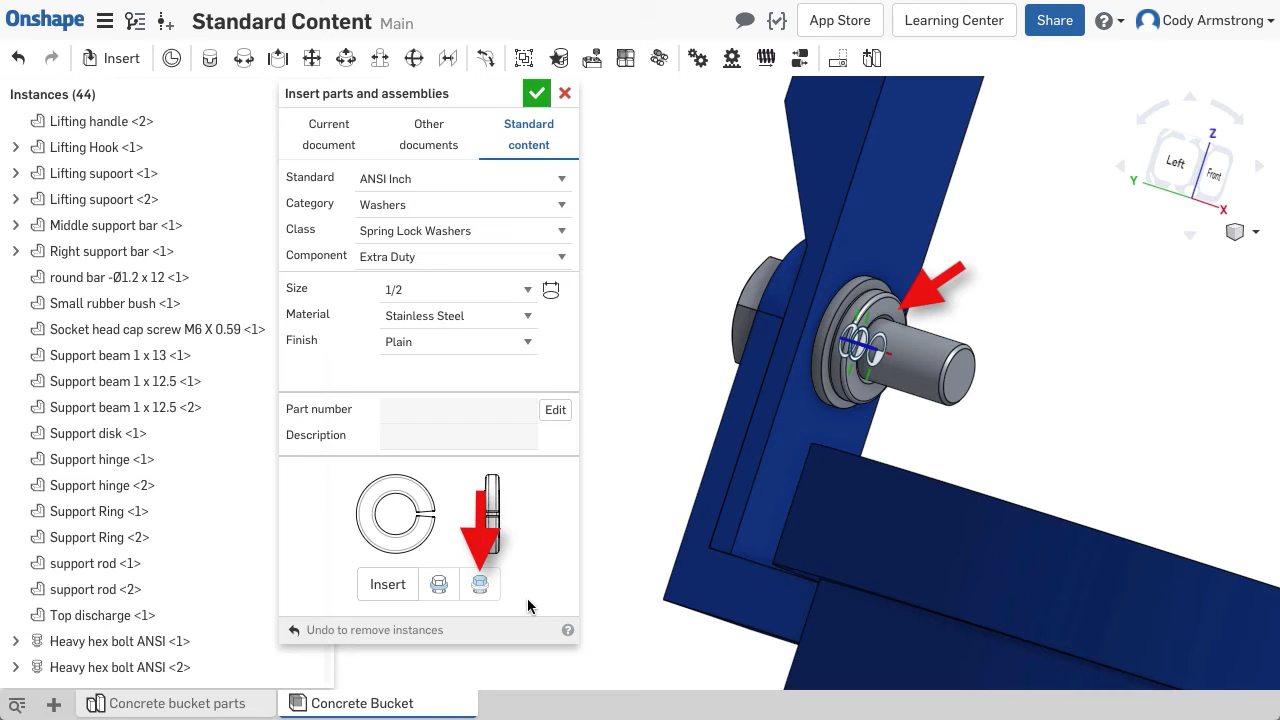 Onshape
Standard Content Main
App Store
Learning Center
Share
Cody Armstrong
Insert
Instances (44)
Lifting handle <2>
Lifting Hook <1>
Lifting supoort <1>
Lifting supoort <2>
Middle support bar <1>
Right support bar <1>
round bar -Ø1.2 x 12 <1>
Small rubber bush <1>
Socket head cap screw M6 X 0.59 <1>
Support beam 1 x 13 <1>
Support beam 1 x 12.5 <1>
Support beam 1 x 12.5 <2>
Support disk <1>
Support hinge <1>
Support hinge <2>
Support Ring <1>
Support Ring <2>
support rod <1>
support rod <2>
Top discharge <1>
Heavy hex bolt ANSI <1>
Heavy hex bolt ANSI <2>
Insert parts and assemblies
Current document
Other documents
Standard content
Standard ANSI Inch
Category Washers
Class Spring Lock Washers
Component Extra Duty
Size 1/2
Material Stainless Steel
Finish Plain
Part number Edit
Description
Insert
Undo to remove instances
Z
Left
Front
Y
X
Concrete bucket parts
Concrete Bucket